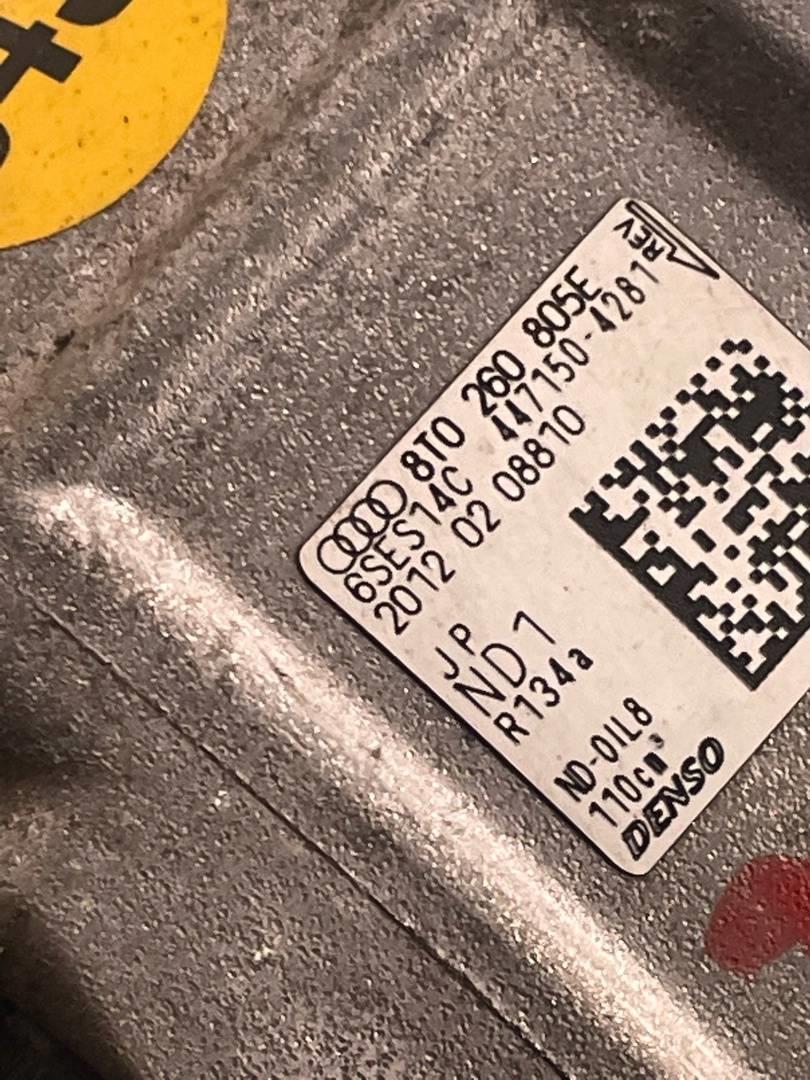 8T0 260 805E
6SES14C 447150-4281
REV
2012 02 08810
JP
ND1
R134a
ND-OIL8
110cm³
DENSO